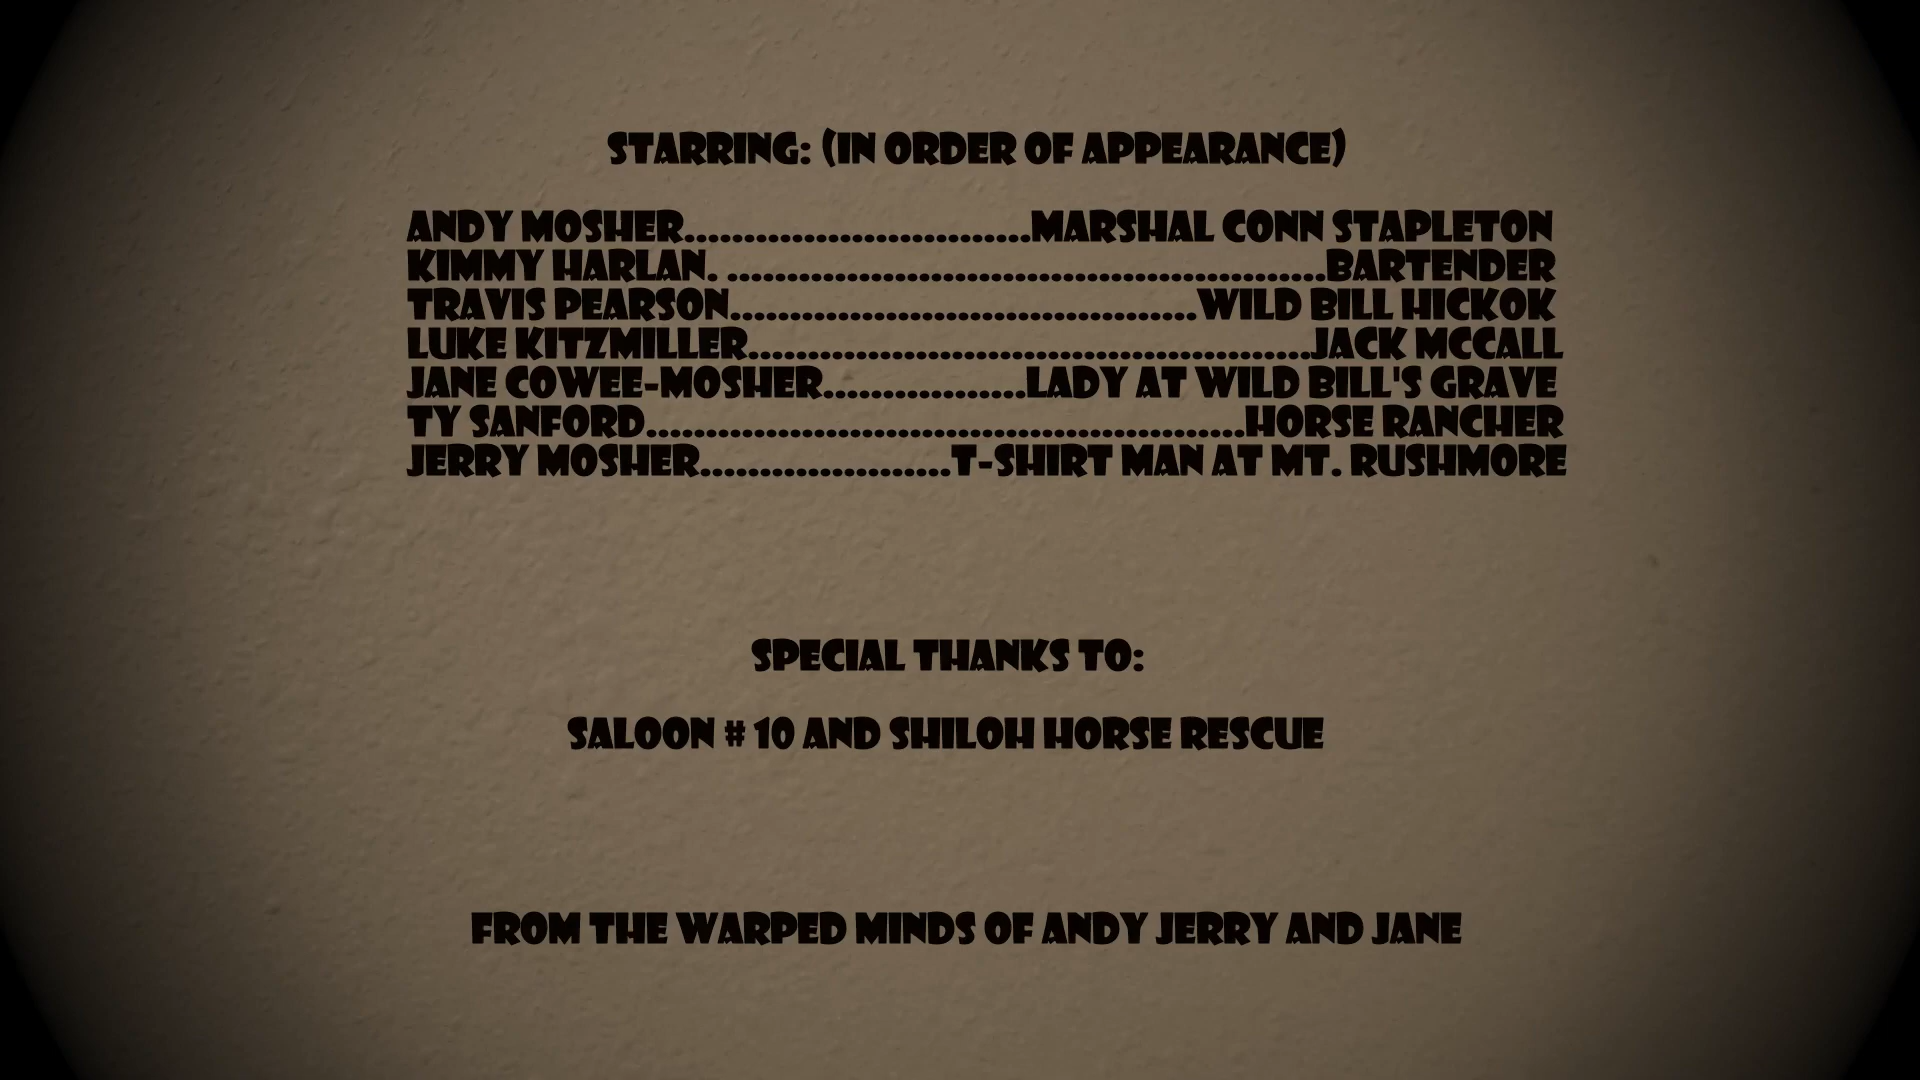 STARRING: (IN ORDER OF APPEARANCE)
ANDY MOSHER.............................MARSHAL CONN STAPLETON
KIMMY HARLAN. ..................................................BARTENDER
TRAVIS PEARSON.......................................WILD BILL HICKOK
LUKE KITZMILLER...............................................JACK MCCALL
JANE COWEE-MOSHER.................LADY AT WILD BILL'S GRAVE
TY SANFORD..................................................HORSE RANCHER
JERRY MOSHER.....................T-SHIRT MAN AT MT. RUSHMORE
SPECIAL THANKS TO:
SALOON # 10 AND SHILOH HORSE RESCUE
FROM THE WARPED MINDS OF ANDY JERRY AND JANE